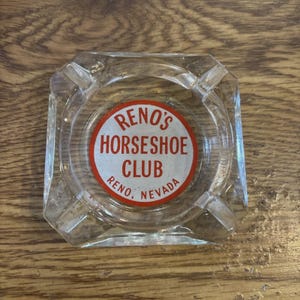 RENO'S
HORSESHOE
CLUB
RENO, NEVADA